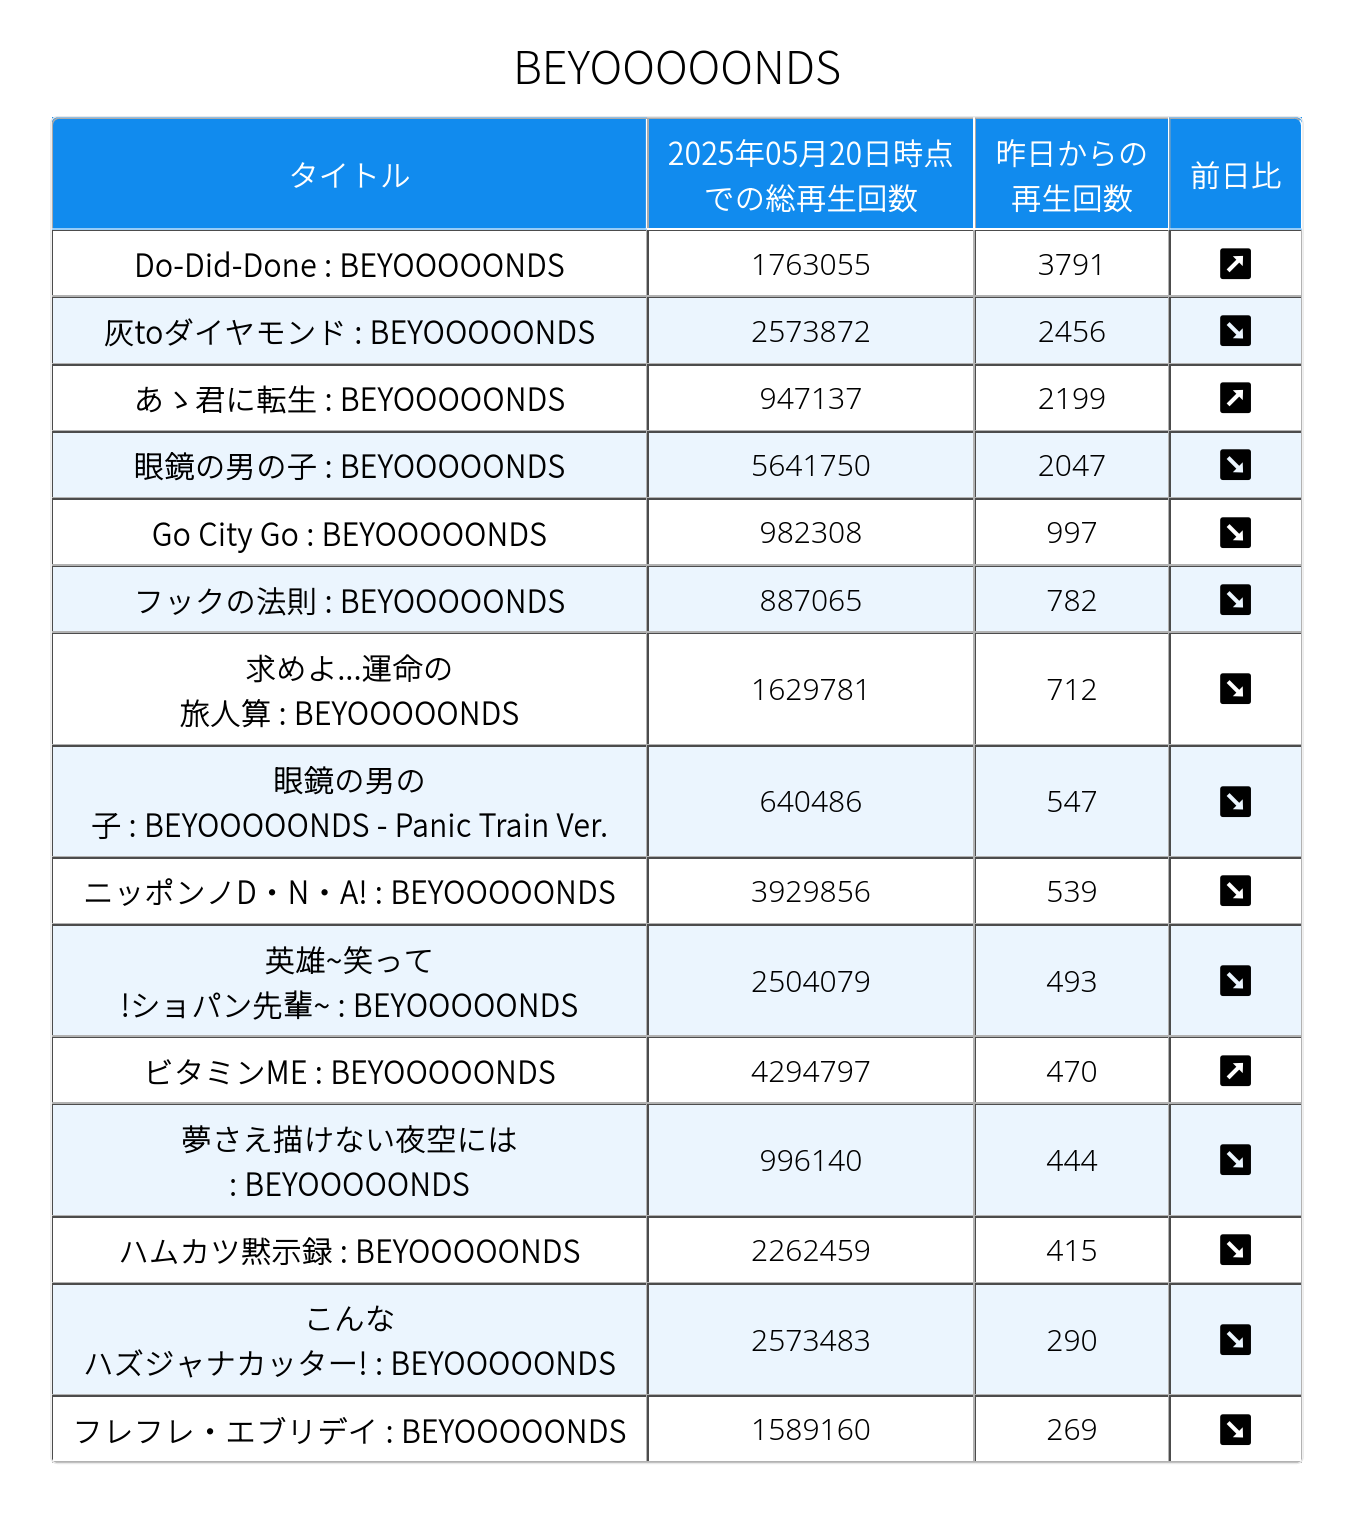 BEYOOOOONDS
タイトル
2025年05月20日時点
での総再生回数
昨日からの
再生回数
前日比
Do-Did-Done : BEYOOOOONDS
1763055
3791
灰toダイヤモンド : BEYOOOOONDS
2573872
2456
あゝ君に転生 : BEYOOOOONDS
947137
2199
眼鏡の男の子 : BEYOOOOONDS
5641750
2047
Go City Go : BEYOOOOONDS
982308
997
フックの法則 : BEYOOOOONDS
887065
782
求めよ...運命の
旅人算 : BEYOOOOONDS
1629781
712
眼鏡の男の
子 : BEYOOOOONDS - Panic Train Ver.
640486
547
ニッポンノD・N・A! : BEYOOOOONDS
3929856
539
英雄~笑って
!ショパン先輩~ : BEYOOOOONDS
2504079
493
ビタミンME : BEYOOOOONDS
4294797
470
夢さえ描けない夜空には
: BEYOOOOONDS
996140
444
ハムカツ黙示録 : BEYOOOOONDS
2262459
415
こんな
ハズジャナカッター! : BEYOOOOONDS
2573483
290
フレフレ・エブリデイ : BEYOOOOONDS
1589160
269